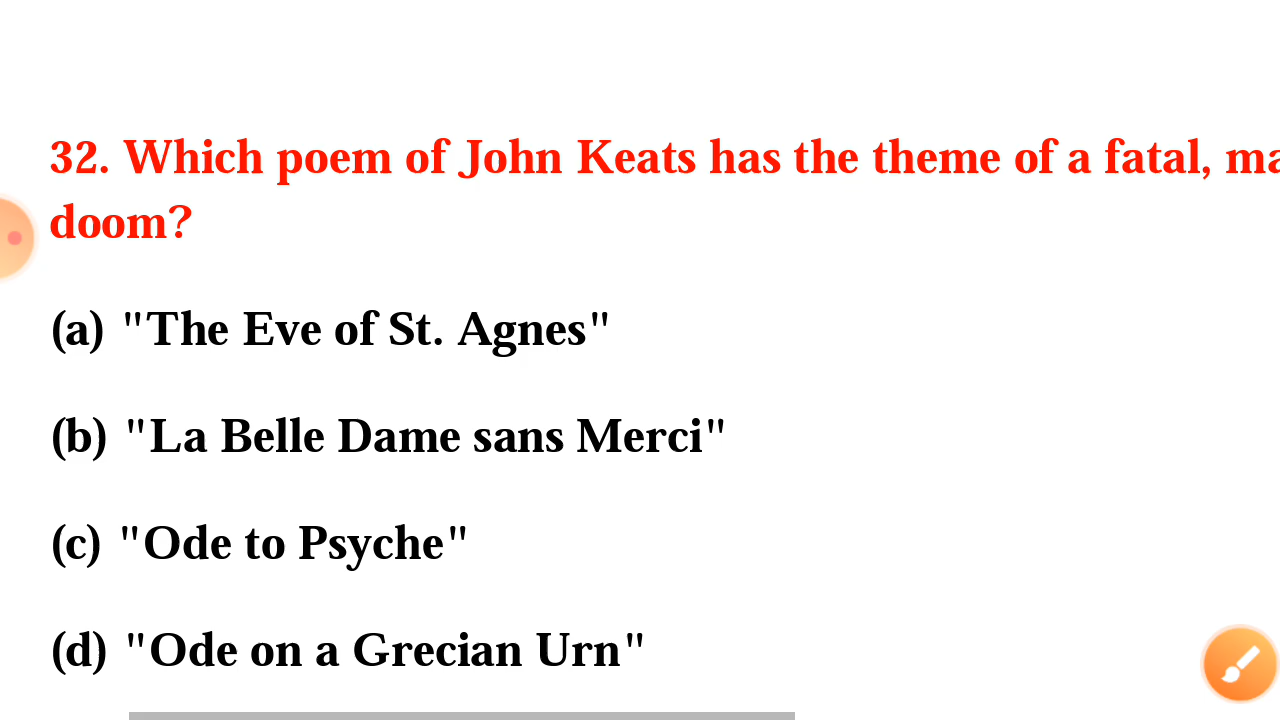 32. Which poem of John Keats has the theme of a fatal,
doom?
(a) "The Eve of St. Agnes"
(b) "La Belle Dame sans Merci"
(c) "Ode to Psyche"
(d) "Ode on a Grecian Urn"